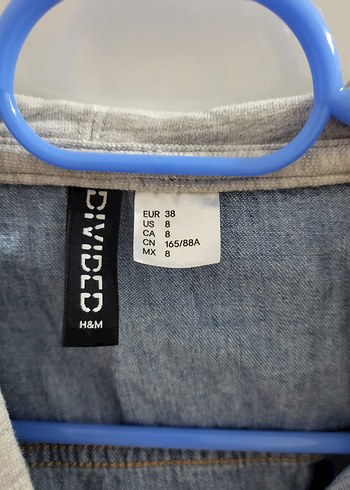 DIVIDED
H&M
EUR 38
US 8
CA 8
CN 165/88A
MX 8